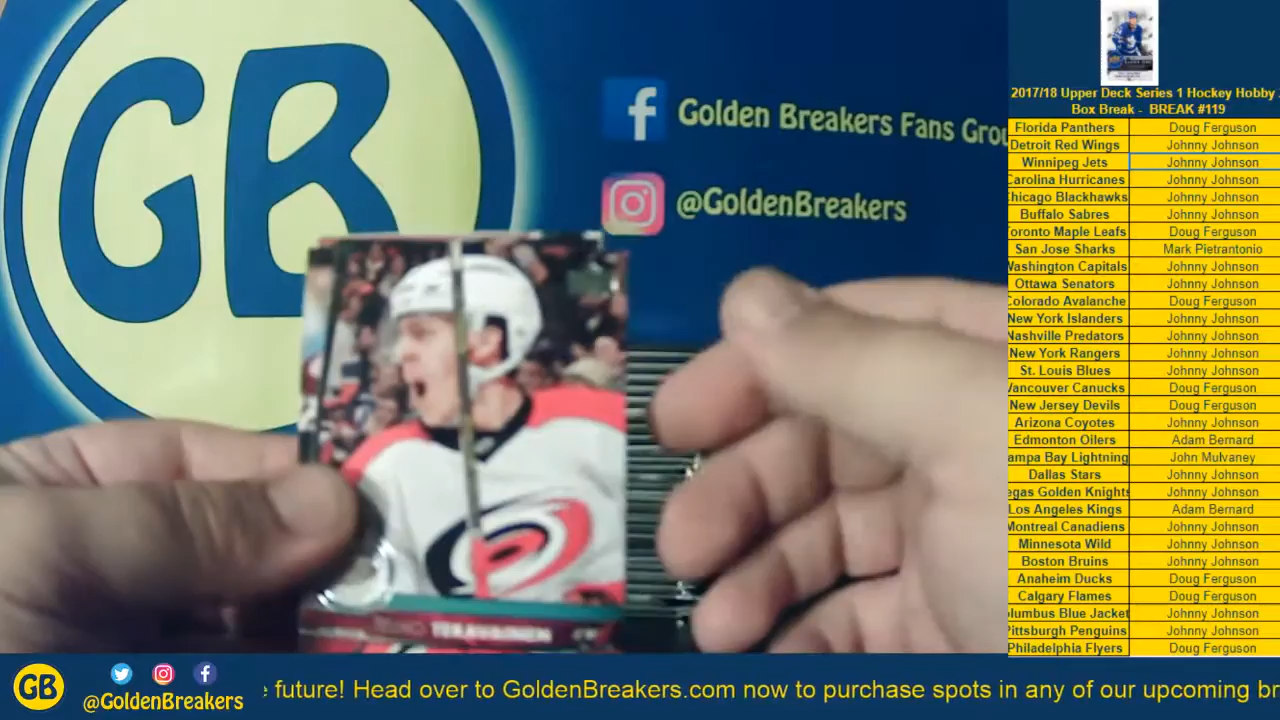 GB
Golden Breakers Fans Grou
@GoldenBreakers
TERAVAINEN
2017/18 Upper Deck Series 1 Hockey Hobby
Box Break - BREAK #119
Florida Panthers Doug Ferguson
Detroit Red Wings Johnny Johnson
Winnipeg Jets Johnny Johnson
Carolina Hurricanes Johnny Johnson
Chicago Blackhawks Johnny Johnson
Buffalo Sabres Johnny Johnson
oronto Maple Leafs Doug Ferguson
San Jose Sharks Mark Pietrantonio
Washington Capitals Johnny Johnson
Ottawa Senators Johnny Johnson
Colorado Avalanche Doug Ferguson
New York Islanders Johnny Johnson
Nashville Predators Johnny Johnson
New York Rangers Johnny Johnson
St. Louis Blues Johnny Johnson
Vancouver Canucks Doug Ferguson
New Jersey Devils Doug Ferguson
Arizona Coyotes Johnny Johnson
Edmonton Oilers Adam Bernard
ampa Bay Lightning John Mulvaney
Dallas Stars Johnny Johnson
egas Golden Knights Johnny Johnson
Los Angeles Kings Adam Bernard
Montreal Canadiens Johnny Johnson
Minnesota Wild Johnny Johnson
Boston Bruins Johnny Johnson
Anaheim Ducks Doug Ferguson
Calgary Flames Doug Ferguson
olumbus Blue Jacket Johnny Johnson
Pittsburgh Penguins Johnny Johnson
Philadelphia Flyers Doug Ferguson
GB
@GoldenBreakers
future! Head over to GoldenBreakers.com now to purchase spots in any of our upcoming br